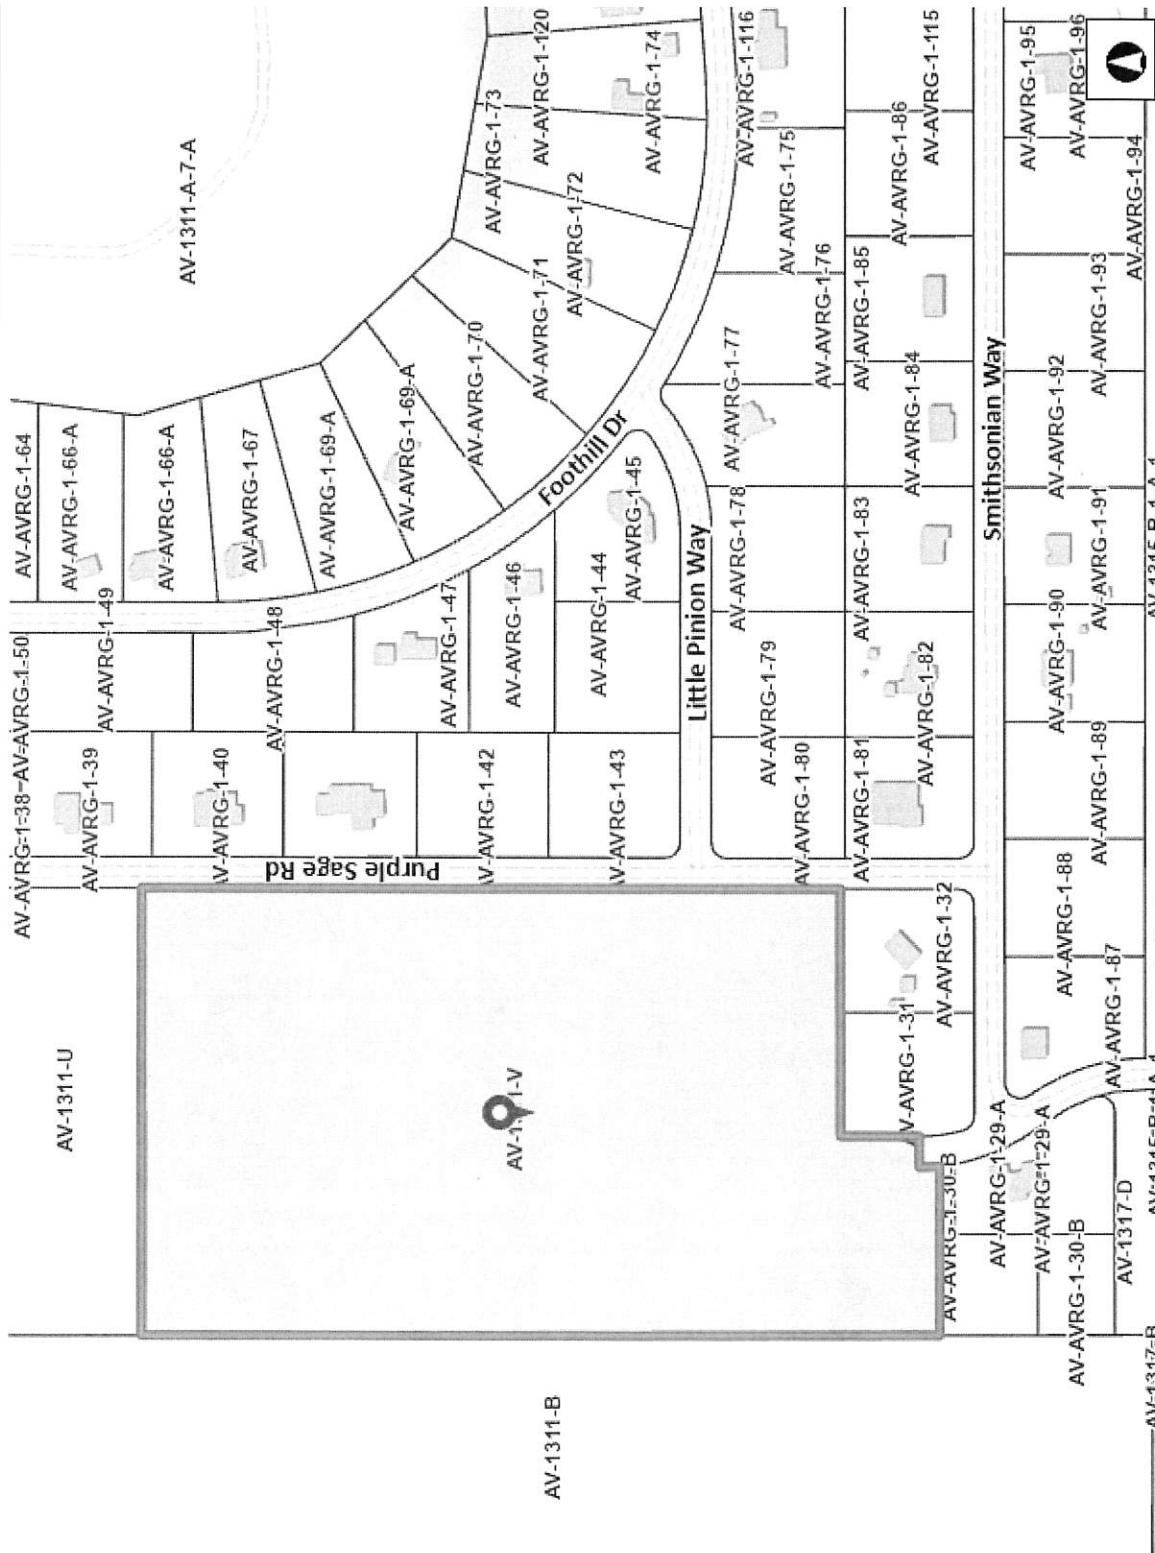 AV-1311-A-7-A
AV-AVRG-1-120
AV-AVRG-1-73
AV-AVRG-1-74
AV-AVRG-1-116
AV-AVRG-1-115
AV-AVRG-1-95
AV-AVRG-1-96
AV-AVRG-1-72
AV-AVRG-1-75
AV-AVRG-1-86
AV-AVRG-1-94
AV-AVRG-1-71
AV-AVRG-1-76
AV-AVRG-1-85
AV-AVRG-1-93
AV-AVRG-1-70
AV-AVRG-1-77
AV-AVRG-1-84
AV-AVRG-1-92
Smithsonian Way
AV-AVRG-1-64
AV-AVRG-1-66-A
AV-AVRG-1-66-A
AV-AVRG-1-67
AV-AVRG-1-69-A
AV-AVRG-1-69-A
Foothill Dr
AV-AVRG-1-45
AV-AVRG-1-78
AV-AVRG-1-83
AV-AVRG-1-91
AV-1315-B-1-A-1
AV-AVRG-1-50
AV-AVRG-1-49
AV-AVRG-1-48
AV-AVRG-1-47
AV-AVRG-1-46
AV-AVRG-1-44
Little Pinion Way
AV-AVRG-1-79
AV-AVRG-1-82
AV-AVRG-1-90
AV-AVRG-1-38
AV-AVRG-1-39
AV-AVRG-1-40
AV-AVRG-1-42
AV-AVRG-1-43
AV-AVRG-1-80
AV-AVRG-1-81
AV-AVRG-1-89
Purple Sage Rd
AV-AVRG-1-32
AV-AVRG-1-88
AV-1311-U
V-AVRG-1-31
AV-AVRG-1-87
AV-AVRG-1-29-A
AV-AVRG-1-29-A
AV-AVRG-1-30-B
AV-AVRG-1-30-B
AV-1317-D
AV-1311-B
AV-1317-B